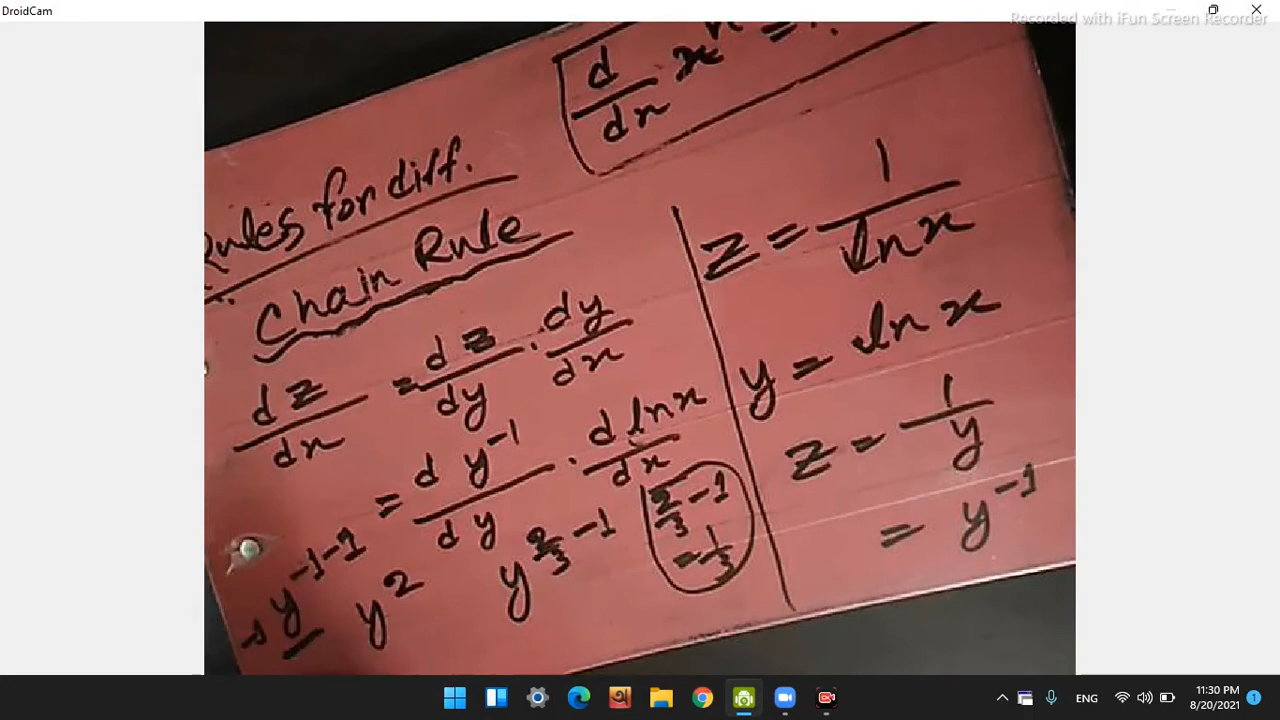 DroidCam
Recorded with iFun Screen Recorder
d/dx x^n =
Rules for diff.
Chain Rule
dz/dx = dz/dy . dy/dx
= d y^-1/dy . d lnx/dx
y^-1-1 y^2 y^2/3-1
2/3-1
=-1/3
z = 1/ln x
y = ln x
z = 1/y
= y^-1
ENG
11:30 PM
8/20/2021
1